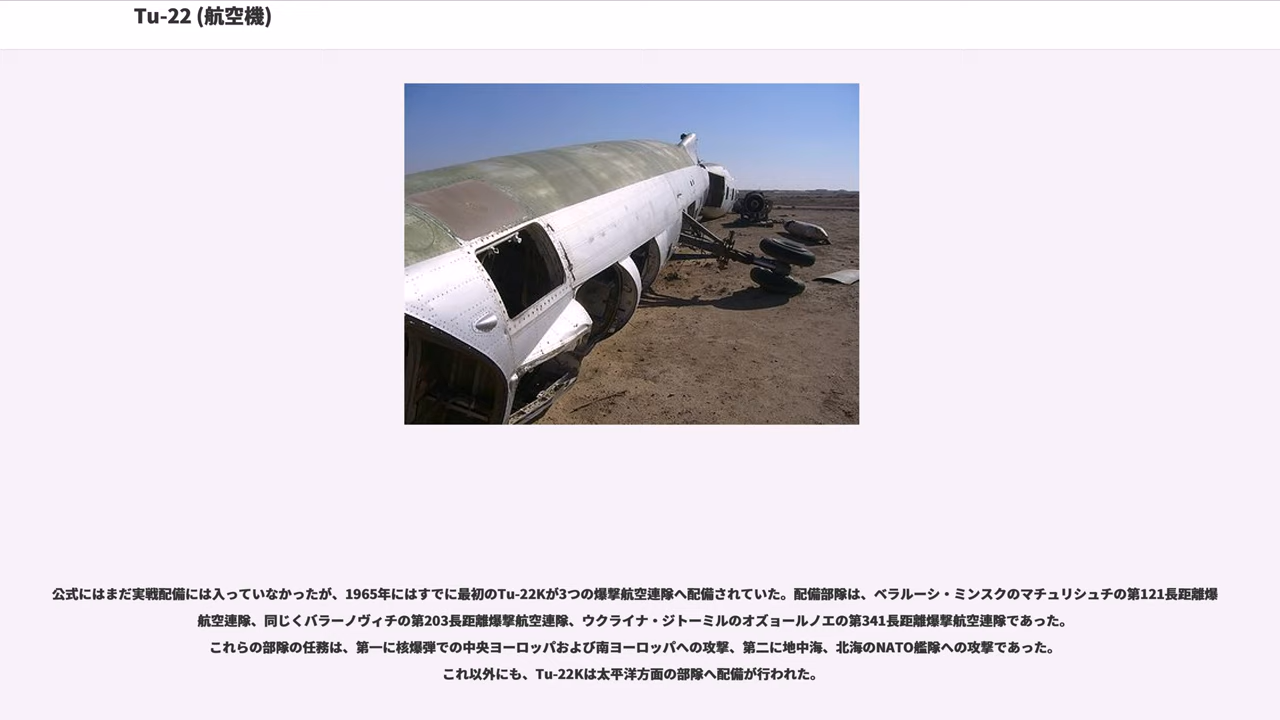 Tu-22 (航空機)
公式にはまだ実戦配備には入っていなかったが、1965年にはすでに最初のTu-22Kが3つの爆撃航空連隊へ配備されていた。配備部隊は、ベラルーシ・ミンスクのマチュリシュチの第121長距離爆
航空連隊、同じくバラーノヴィチの第203長距離爆撃航空連隊、ウクライナ・ジトーミルのオズョールノエの第341長距離爆撃航空連隊であった。
これらの部隊の任務は、第一に核爆弾での中央ヨーロッパおよび南ヨーロッパへの攻撃、第二に地中海、北海のNATO艦隊への攻撃であった。
これ以外にも、Tu-22Kは太平洋方面の部隊へ配備が行われた。